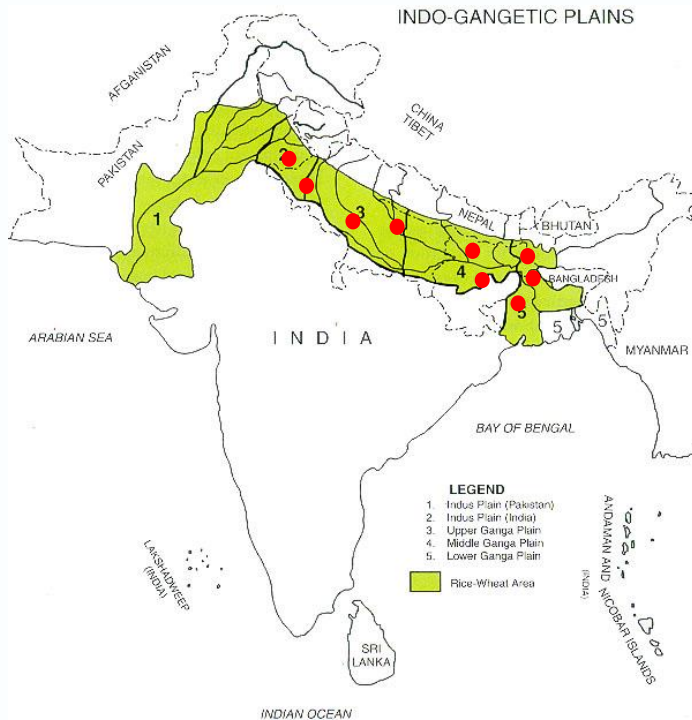 INDO-GANGETIC PLAINS
AFGANISTAN
CHINA
TIBET
PAKISTAN
2
1
3
NEPAL
BHUTAN
4
BANGLADESH
5
5
5
ARABIAN SEA
INDIA
MYANMAR
BAY OF BENGAL
LEGEND
1. Indus Plain (Pakistan)
2. Indus Plain (India)
3. Upper Ganga Plain
4. Middle Ganga Plain
5. Lower Ganga Plain
Rice-Wheat Area
LAKSHADWEEP
(INDIA)
ANDAMAN AND NICOBAR ISLANDS
(INDIA)
SRI
LANKA
INDIAN OCEAN